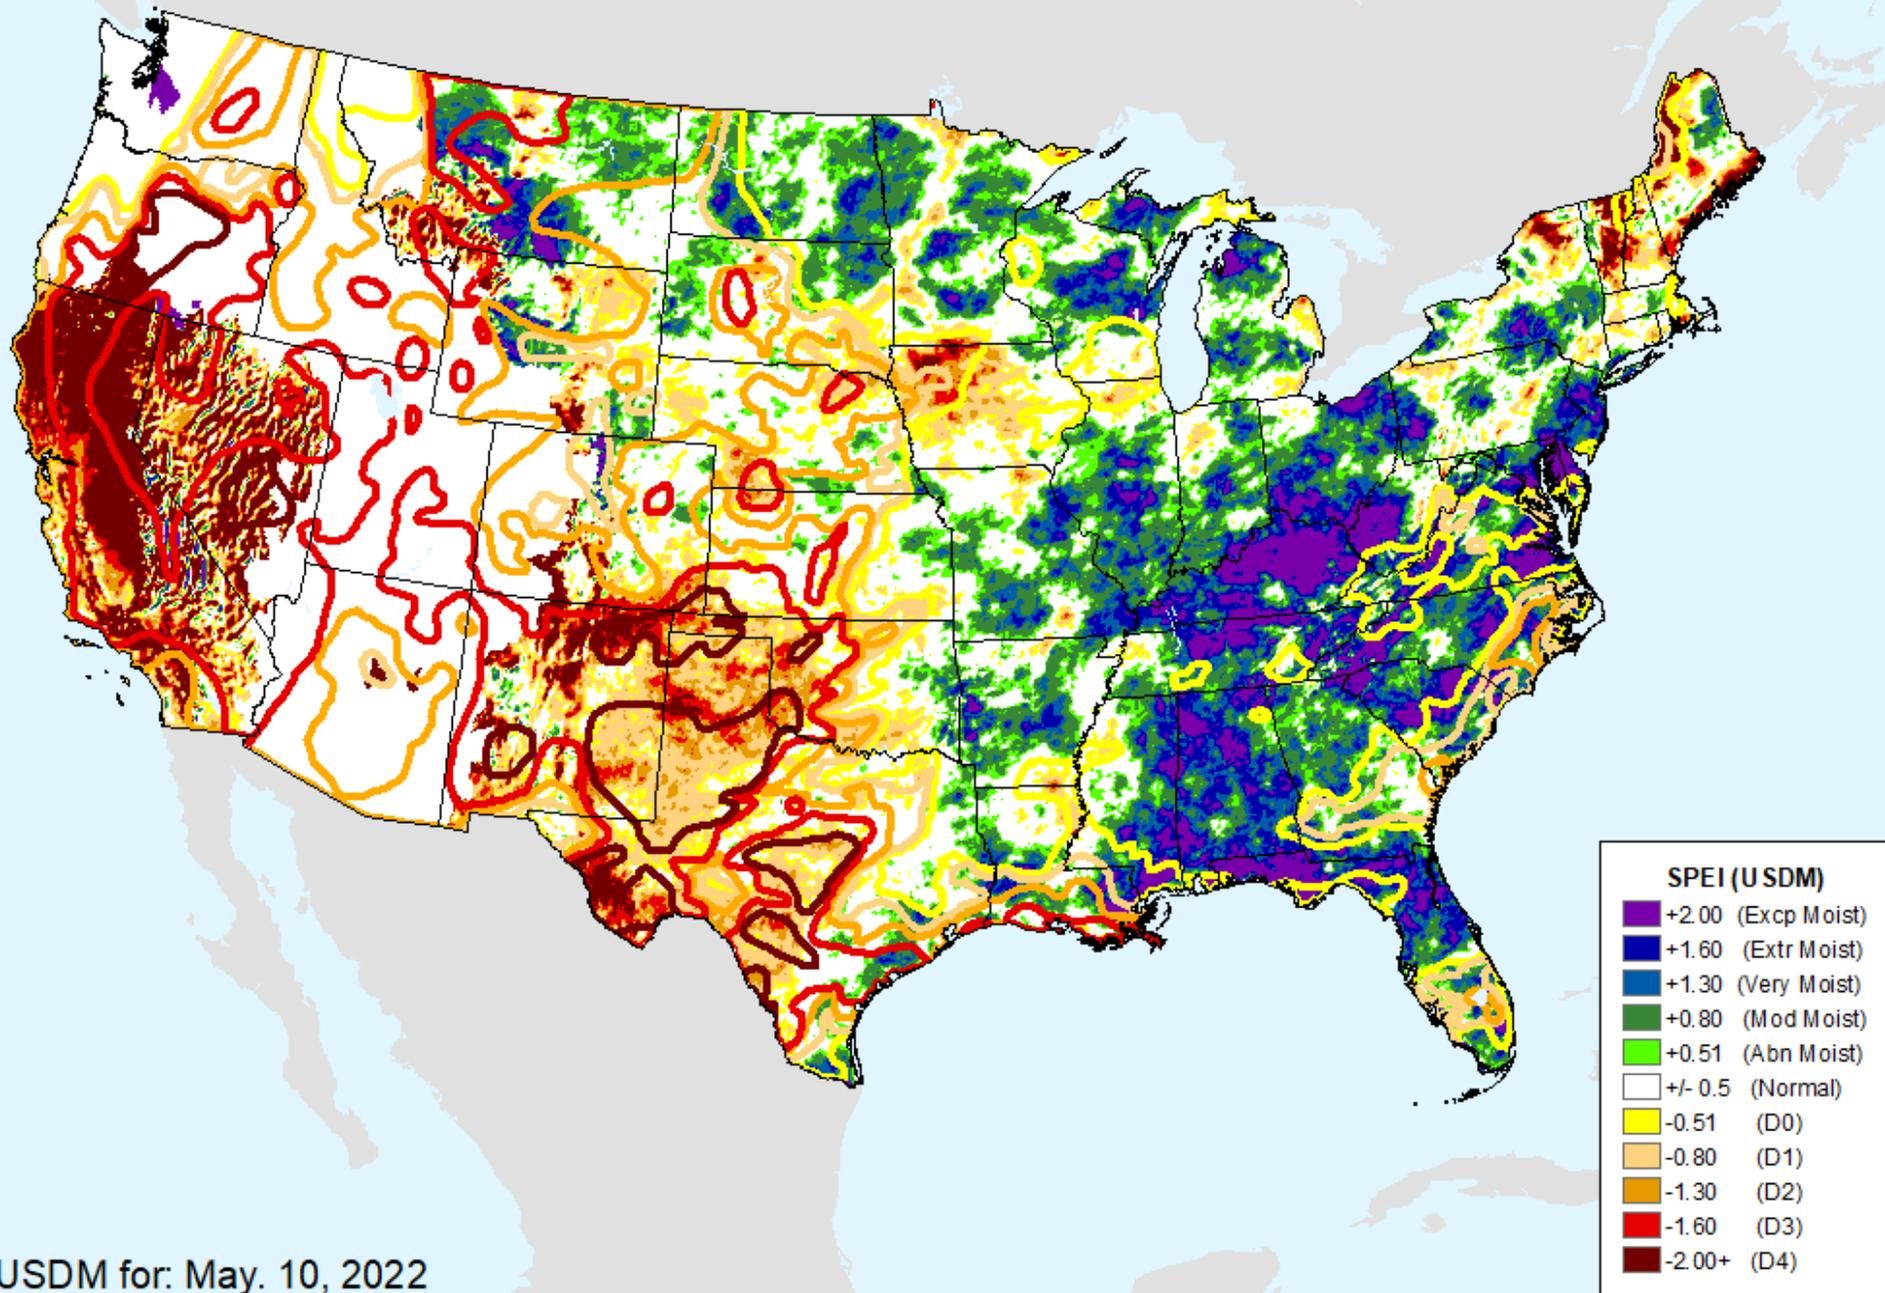 SPEI (USDM)
+2.00 (Excp Moist)
+1.60 (Extr Moist)
+1.30 (Very Moist)
+0.80 (Mod Moist)
+0.51 (Abn Moist)
+/- 0.5 (Normal)
-0.51 (D0)
-0.80 (D1)
-1.30 (D2)
-1.60 (D3)
-2.00+ (D4)
USDM for: May. 10, 2022